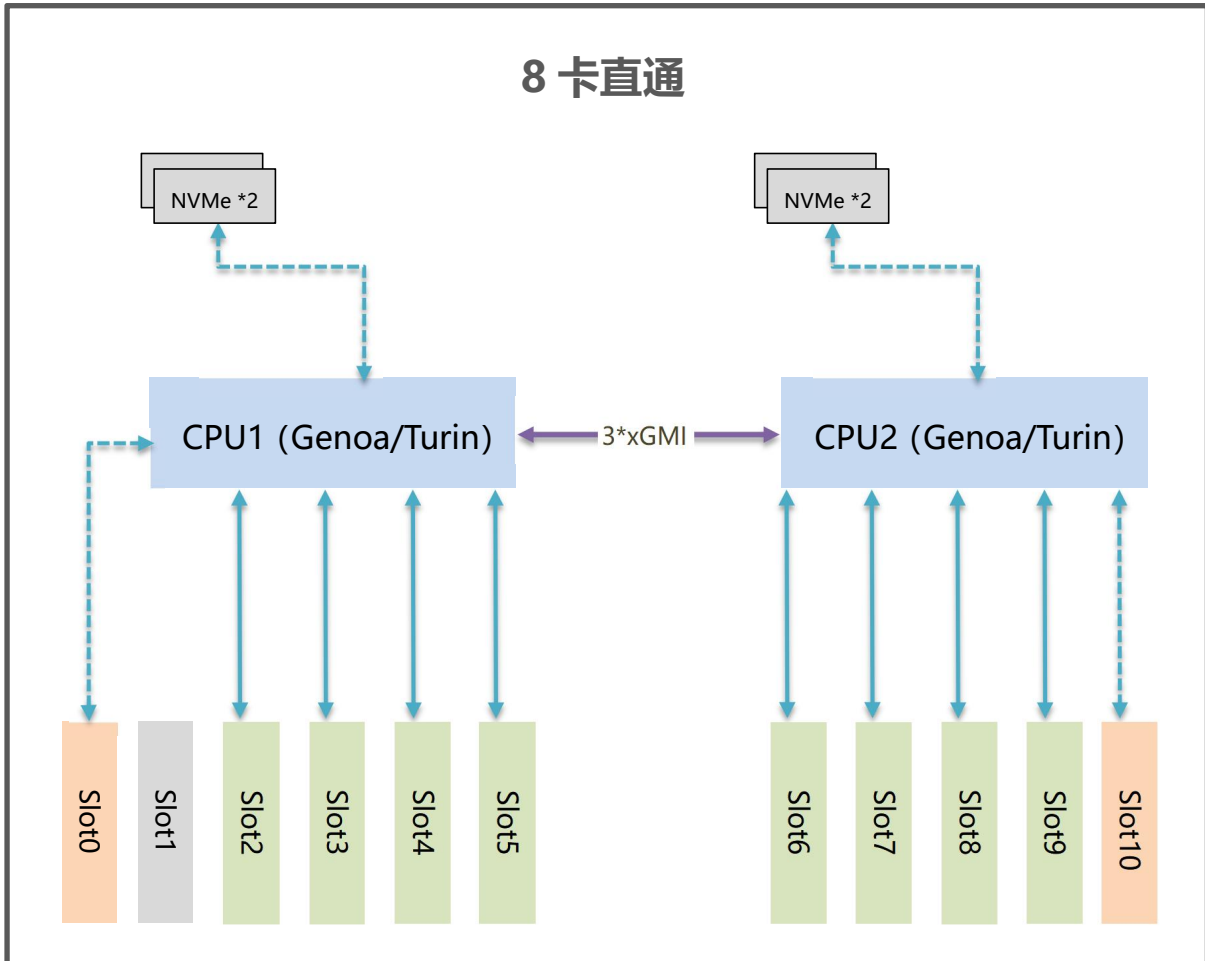 8 卡直通
NVMe *2
NVMe *2
CPU1 (Genoa/Turin)
3*xGMI
CPU2 (Genoa/Turin)
Slot0
Slot1
Slot2
Slot3
Slot4
Slot5
Slot6
Slot7
Slot8
Slot9
Slot10